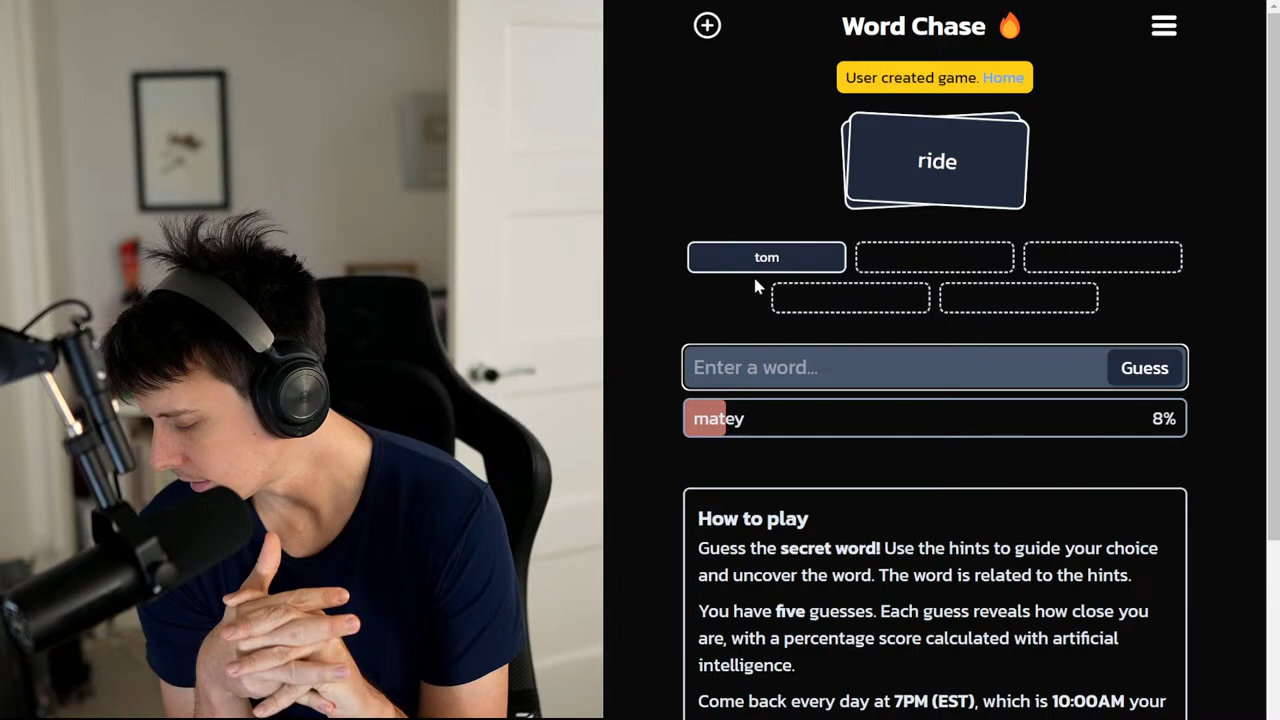 Word Chase 🔥
User created game. Home
ride
tom
Enter a word... Guess
matey 8%
How to play
Guess the secret word! Use the hints to guide your choice
and uncover the word. The word is related to the hints.
You have five guesses. Each guess reveals how close you
are, with a percentage score calculated with artificial
intelligence.
Come back every day at 7PM (EST), which is 10:00AM your